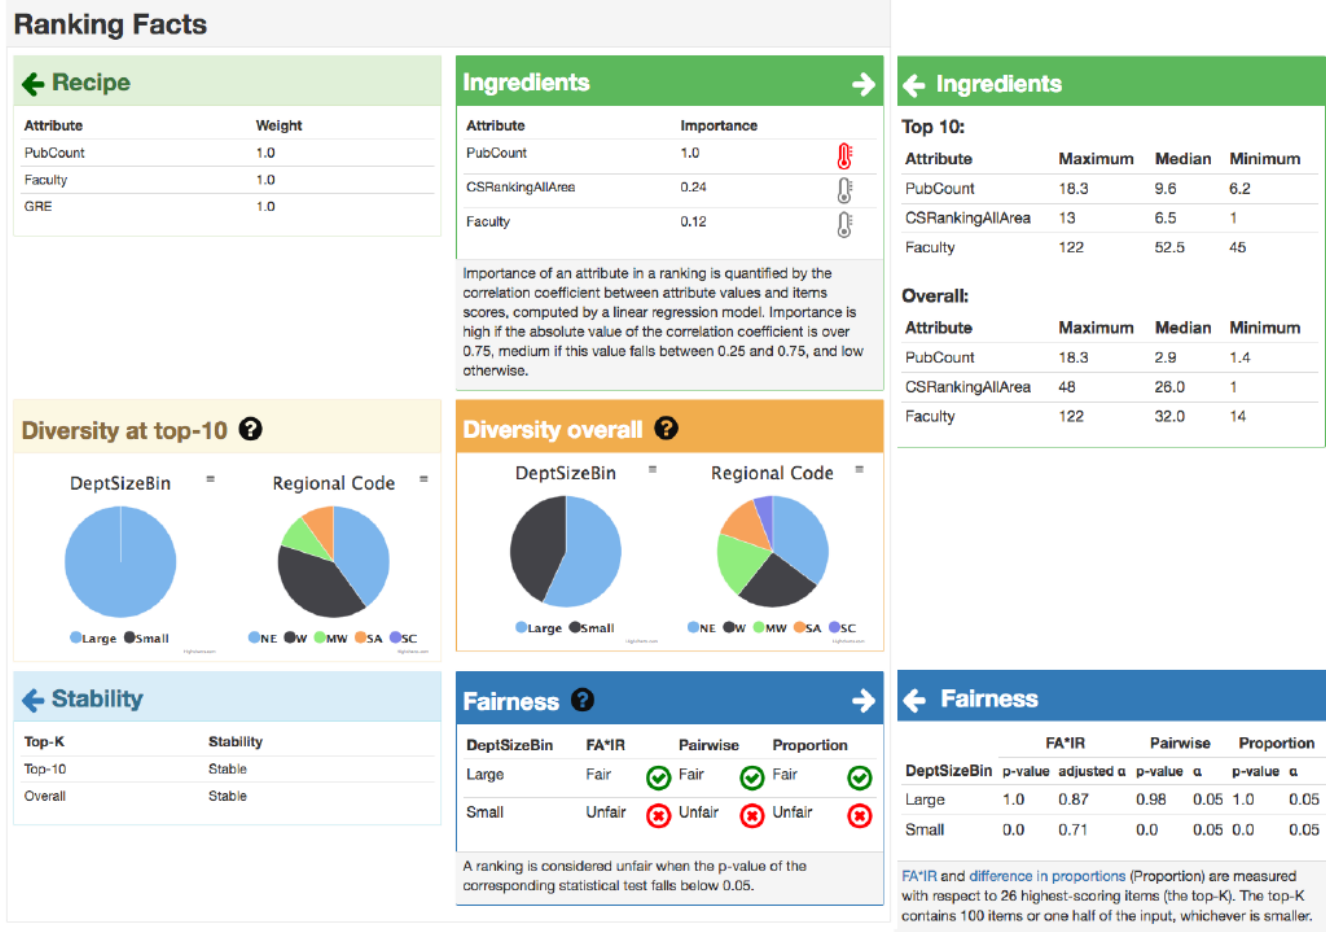 Ranking Facts
Recipe
Attribute Weight
PubCount 1.0
Faculty 1.0
GRE 1.0
Ingredients
Attribute Importance
PubCount 1.0
CSRankingAllArea 0.24
Faculty 0.12
Importance of an attribute in a ranking is quantified by the
correlation coefficient between attribute values and items
scores, computed by a linear regression model. Importance is
high if the absolute value of the correlation coefficient is over
0.75, medium if this value falls between 0.25 and 0.75, and low
otherwise.
Ingredients
Top 10:
Attribute Maximum Median Minimum
PubCount 18.3 9.6 6.2
CSRankingAllArea 13 6.5 1
Faculty 122 52.5 45
Overall:
Attribute Maximum Median Minimum
PubCount 18.3 2.9 1.4
CSRankingAllArea 48 26.0 1
Faculty 122 32.0 14
Diversity at top-10 ?
DeptSizeBin
Large Small
Highcharts.com
Regional Code
NE W MW SA SC
Highcharts.com
Diversity overall ?
DeptSizeBin
Large Small
Highcharts.com
Regional Code
NE W MW SA SC
Highcharts.com
Stability
Top-K Stability
Top-10 Stable
Overall Stable
Fairness ?
DeptSizeBin FA*IR Pairwise Proportion
Large Fair Fair Fair
Small Unfair Unfair Unfair
A ranking is considered unfair when the p-value of the
corresponding statistical test falls below 0.05.
Fairness
FA*IR Pairwise Proportion
DeptSizeBin p-value adjusted α p-value α p-value α
Large 1.0 0.87 0.98 0.05 1.0 0.05
Small 0.0 0.71 0.0 0.05 0.0 0.05
FA*IR and difference in proportions (Proportion) are measured
with respect to 26 highest-scoring items (the top-K). The top-K
contains 100 items or one half of the input, whichever is smaller.